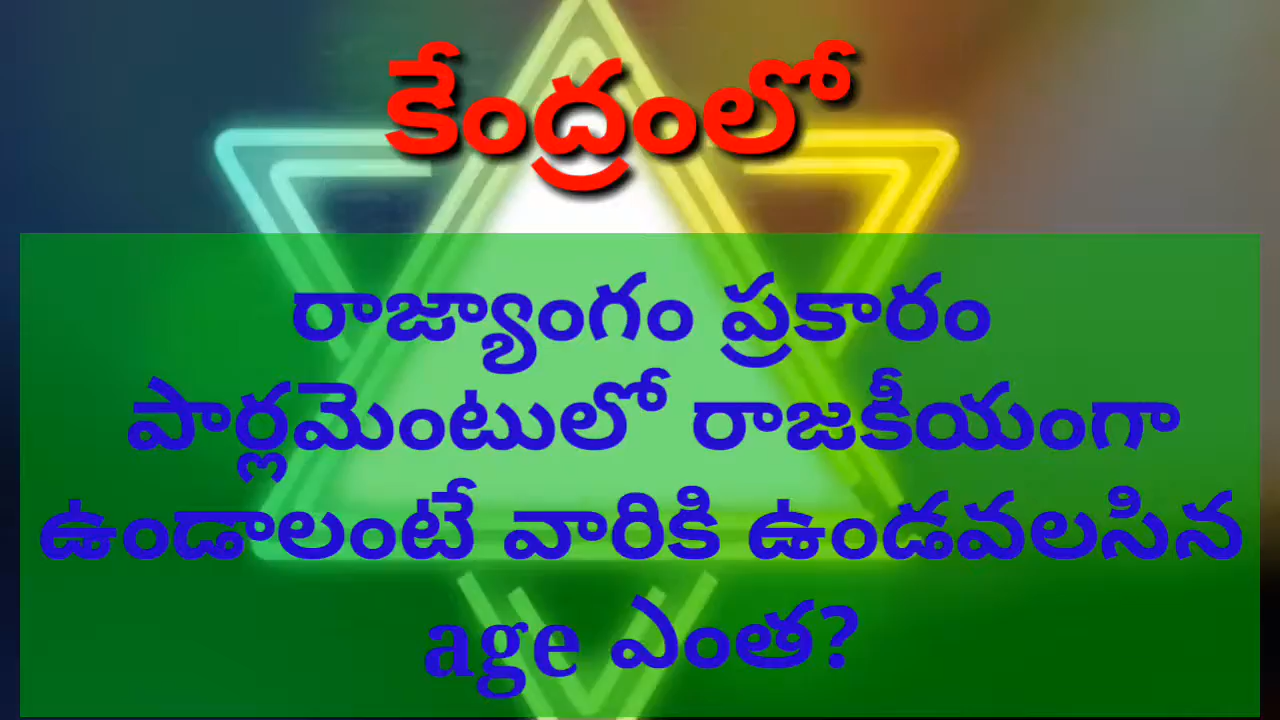 కేంద్రంలో
రాజ్యాంగం ప్రకారం
పార్లమెంటులో రాజకీయంగా
ఉండాలంటే వారికి ఉండవలసిన
age ఎంత?